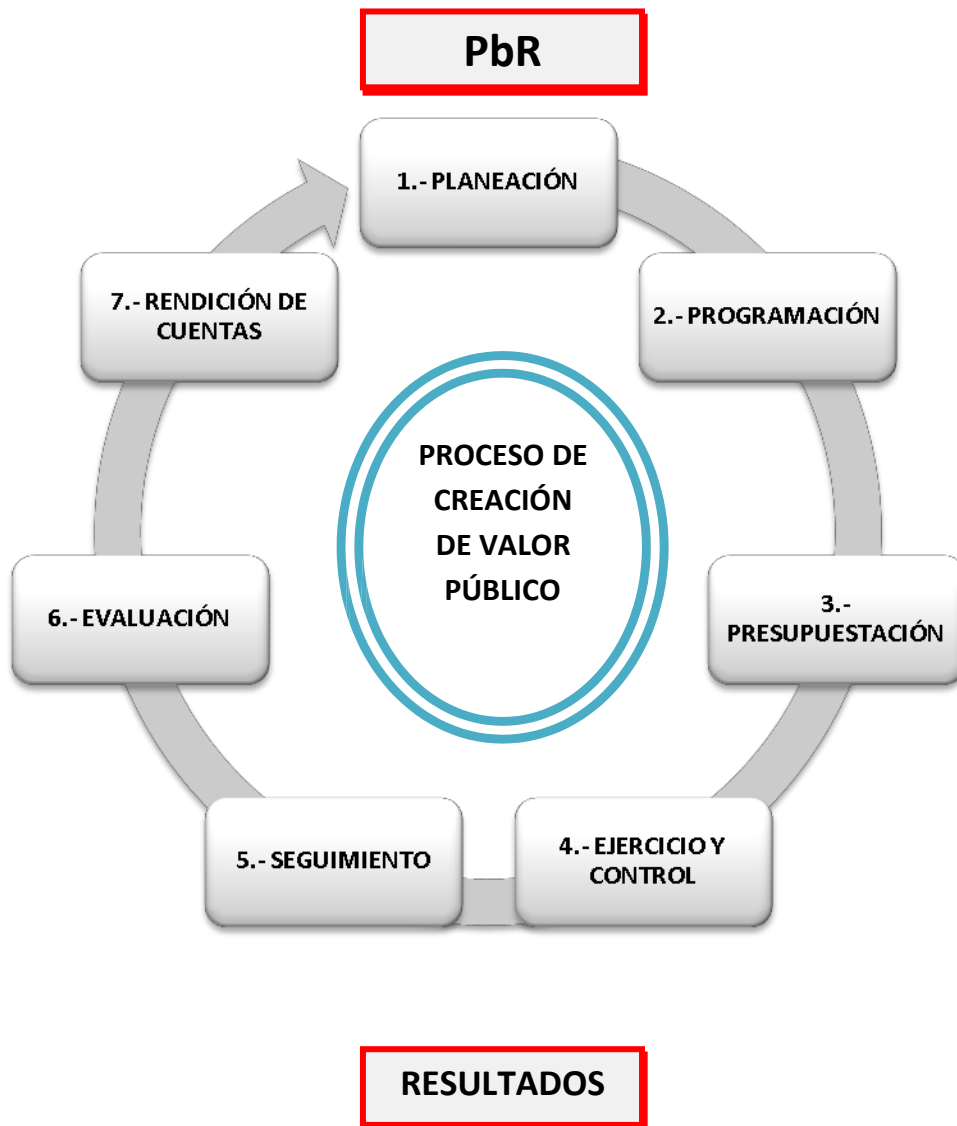 PbR
1.- PLANEACIÓN
2.- PROGRAMACIÓN
3.-
PRESUPUESTACIÓN
4.- EJERCICIO Y
CONTROL
5.- SEGUIMIENTO
6.- EVALUACIÓN
7.- RENDICIÓN DE
CUENTAS
PROCESO DE
CREACIÓN
DE VALOR
PÚBLICO
RESULTADOS